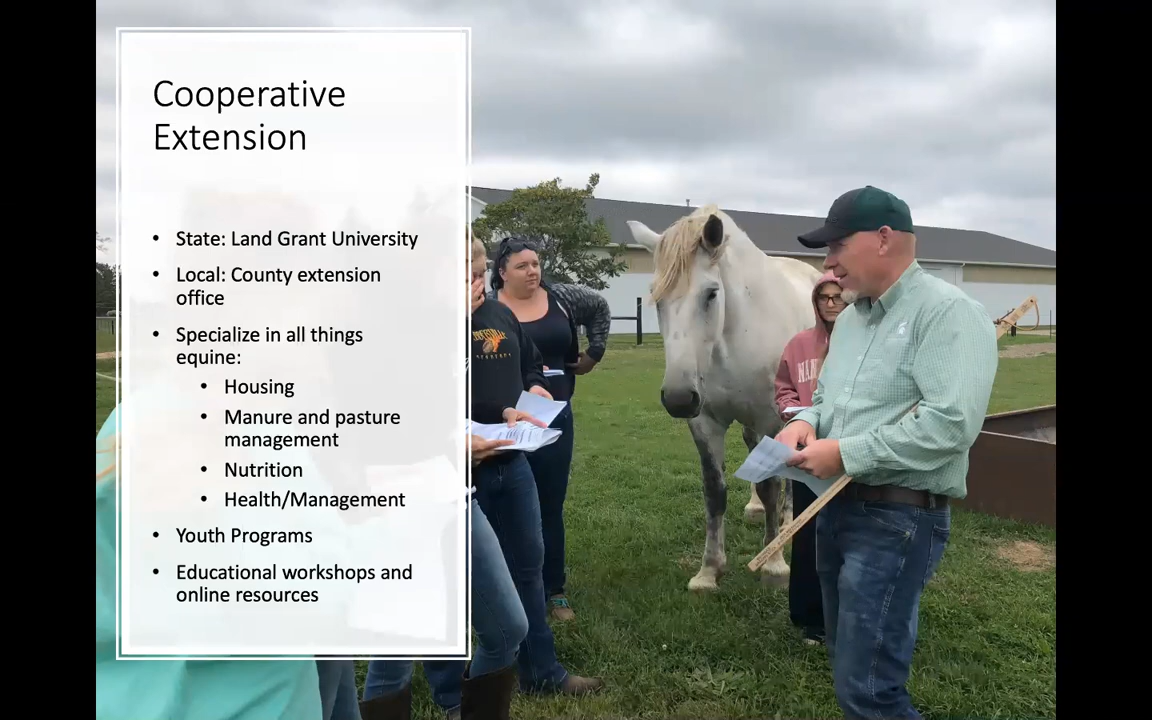 Cooperative
Extension
• State: Land Grant University
• Local: County extension
office
• Specialize in all things
equine:
• Housing
• Manure and pasture
management
• Nutrition
• Health/Management
• Youth Programs
• Educational workshops and
online resources